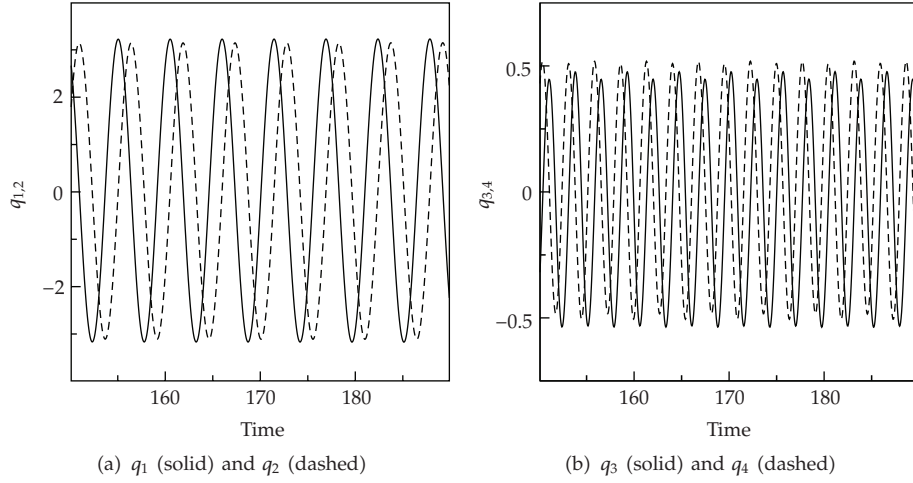 2
0
−2
q1,2
160
170
180
Time
(a) q1 (solid) and q2 (dashed)
0.5
0
−0.5
q3,4
160
170
180
Time
(b) q3 (solid) and q4 (dashed)